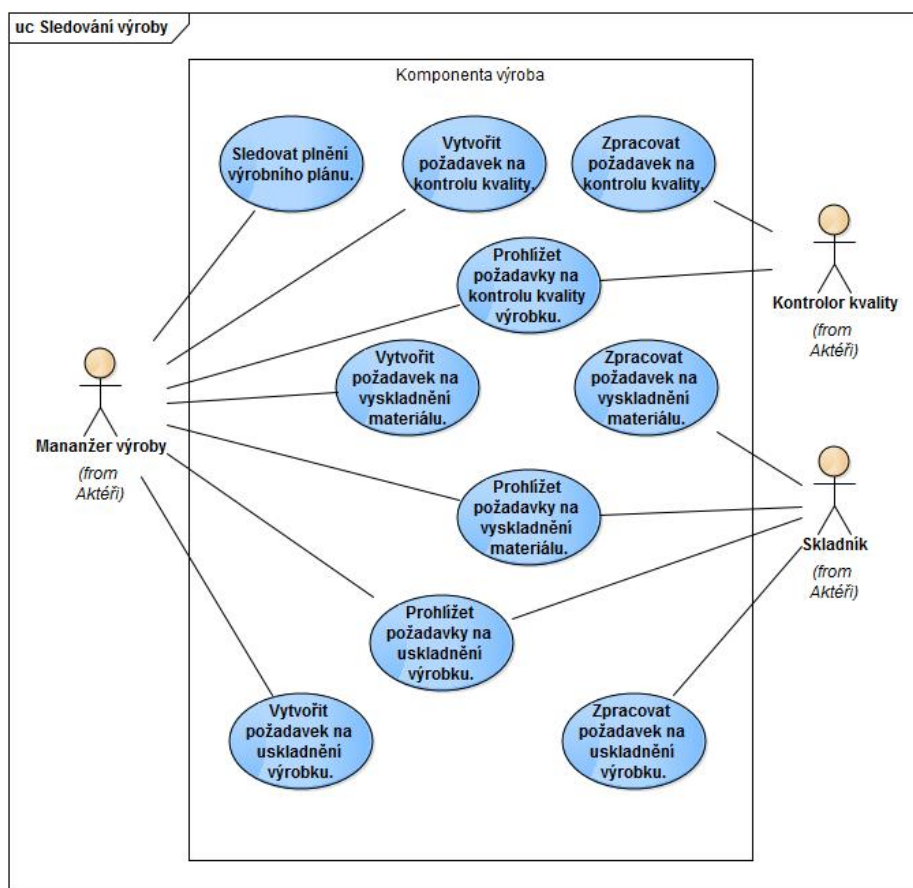 uc Sledování výroby
Komponenta výroba
Sledovat plnění
výrobního plánu.
Vytvořit
požadavek na
kontrolu kvality.
Zpracovat
požadavek na
kontrolu kvality.
Prohlížet
požadavky na
kontrolu kvality
výrobku.
Kontrolor kvality
(from
Aktéři)
Vytvořit
požadavek na
vyskladnění
materiálu.
Zpracovat
požadavek na
vyskladnění
materiálu.
Mananžer výroby
(from
Aktéři)
Prohlížet
požadavky na
vyskladnění
materiálu.
Skladník
(from
Aktéři)
Prohlížet
požadavky na
uskladnění
výrobku.
Vytvořit
požadavek na
uskladnění
výrobku.
Zpracovat
požadavek na
uskladnění
výrobku.